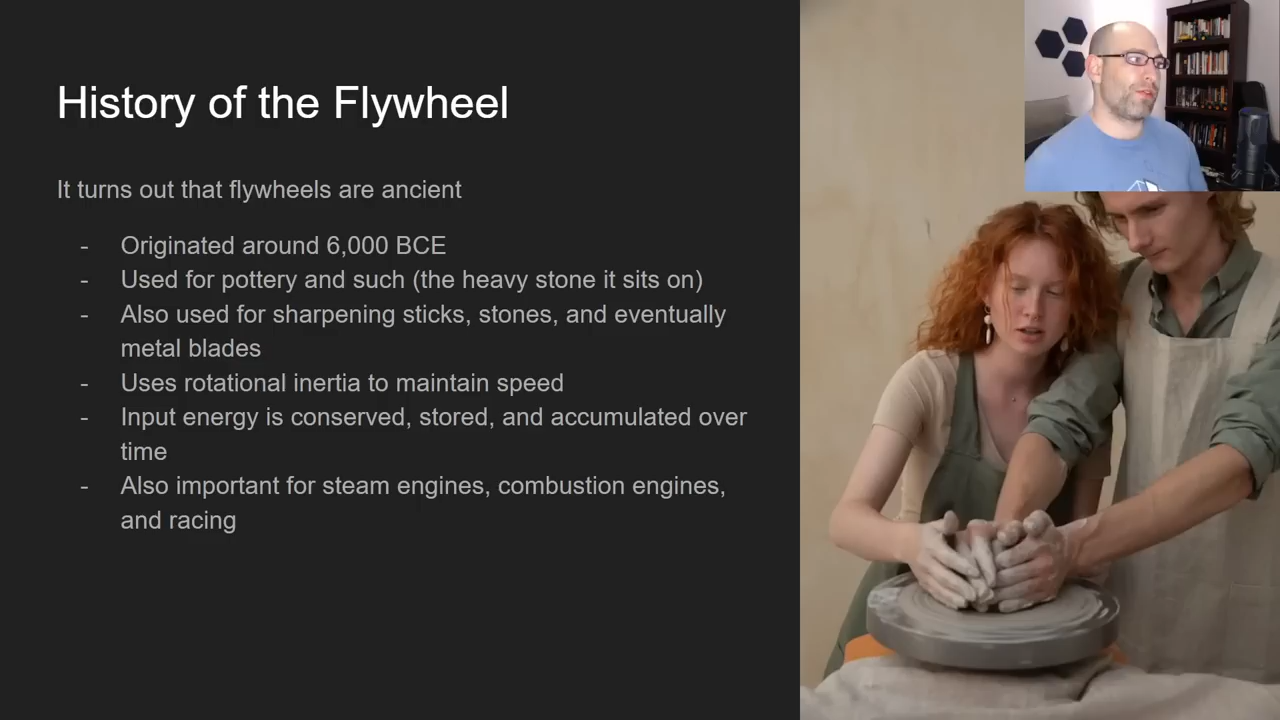 History of the Flywheel
It turns out that flywheels are ancient
- Originated around 6,000 BCE
- Used for pottery and such (the heavy stone it sits on)
- Also used for sharpening sticks, stones, and eventually
metal blades
- Uses rotational inertia to maintain speed
- Input energy is conserved, stored, and accumulated over
time
- Also important for steam engines, combustion engines,
and racing